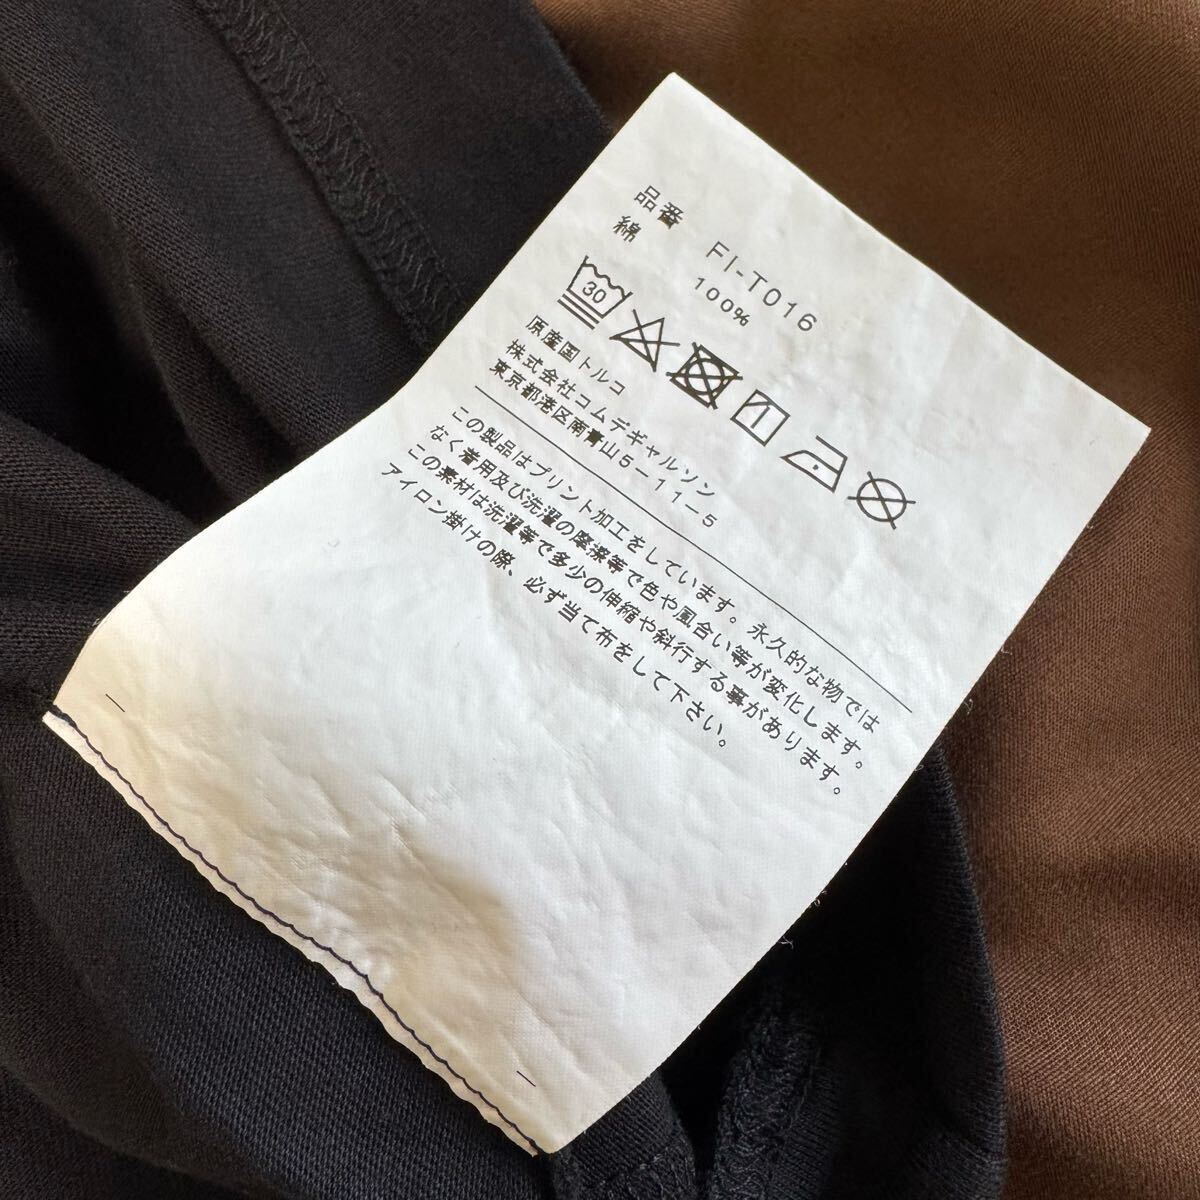 品番 FI-T016
綿 100%
30
原産国トルコ
株式会社コムデギャルソン
東京都港区南青山5-11-5
この製品はプリント加工をしています。永久的な物では
なく着用及び洗濯の堅濠等で色や風合い等が変化します。
この素材は洗濯等で多少の伸縮や斜行する事があります。
アイロン掛けの際、必ず当て布をして下さい。